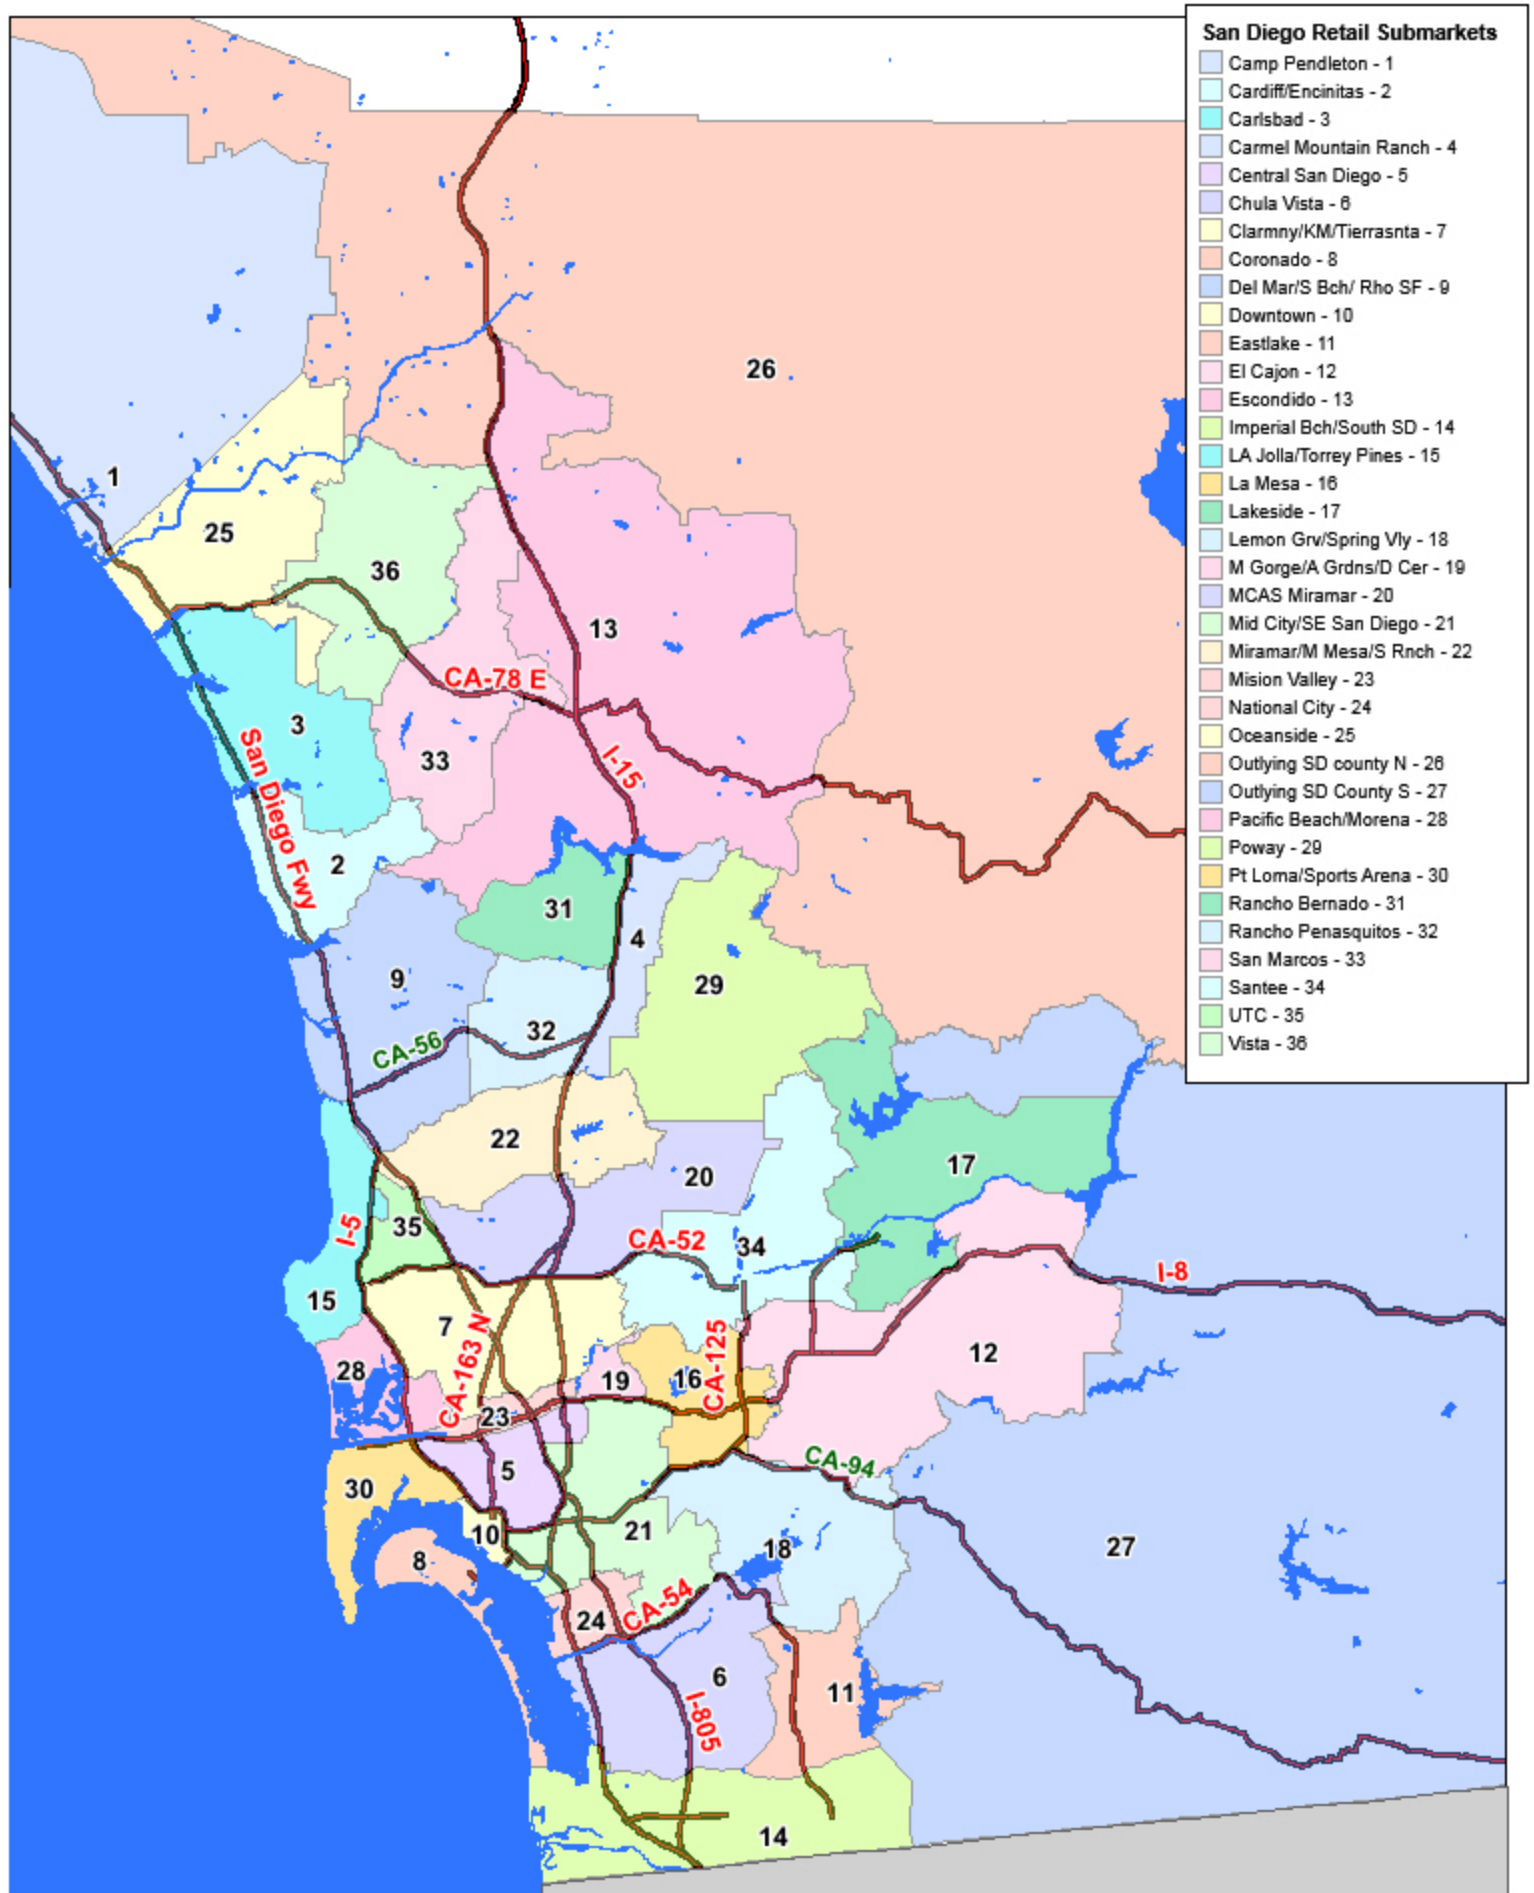 San Diego Retail Submarkets
Camp Pendleton - 1
Cardiff/Encinitas - 2
Carlsbad - 3
Carmel Mountain Ranch - 4
Central San Diego - 5
Chula Vista - 6
Clarmny/KM/Tierrasnta - 7
Coronado - 8
Del Mar/S Bch/ Rho SF - 9
Downtown - 10
Eastlake - 11
El Cajon - 12
Escondido - 13
Imperial Bch/South SD - 14
LA Jolla/Torrey Pines - 15
La Mesa - 16
Lakeside - 17
Lemon Grv/Spring Vly - 18
M Gorge/A Grdns/D Cer - 19
MCAS Miramar - 20
Mid City/SE San Diego - 21
Miramar/M Mesa/S Rnch - 22
Mision Valley - 23
National City - 24
Oceanside - 25
Outlying SD county N - 26
Outlying SD County S - 27
Pacific Beach/Morena - 28
Poway - 29
Pt Loma/Sports Arena - 30
Rancho Bernado - 31
Rancho Penasquitos - 32
San Marcos - 33
Santee - 34
UTC - 35
Vista - 36
26
1
25
36
13
CA-78 E
3
33
I-15
San Diego Fwy
2
31
4
9
29
32
CA-56
22
17
20
35
I-5
CA-52
34
I-8
15
7
CA-163 N
12
28
19
16
CA-125
23
5
CA-94
30
10
21
8
18
27
24
CA-54
6
11
I-805
14